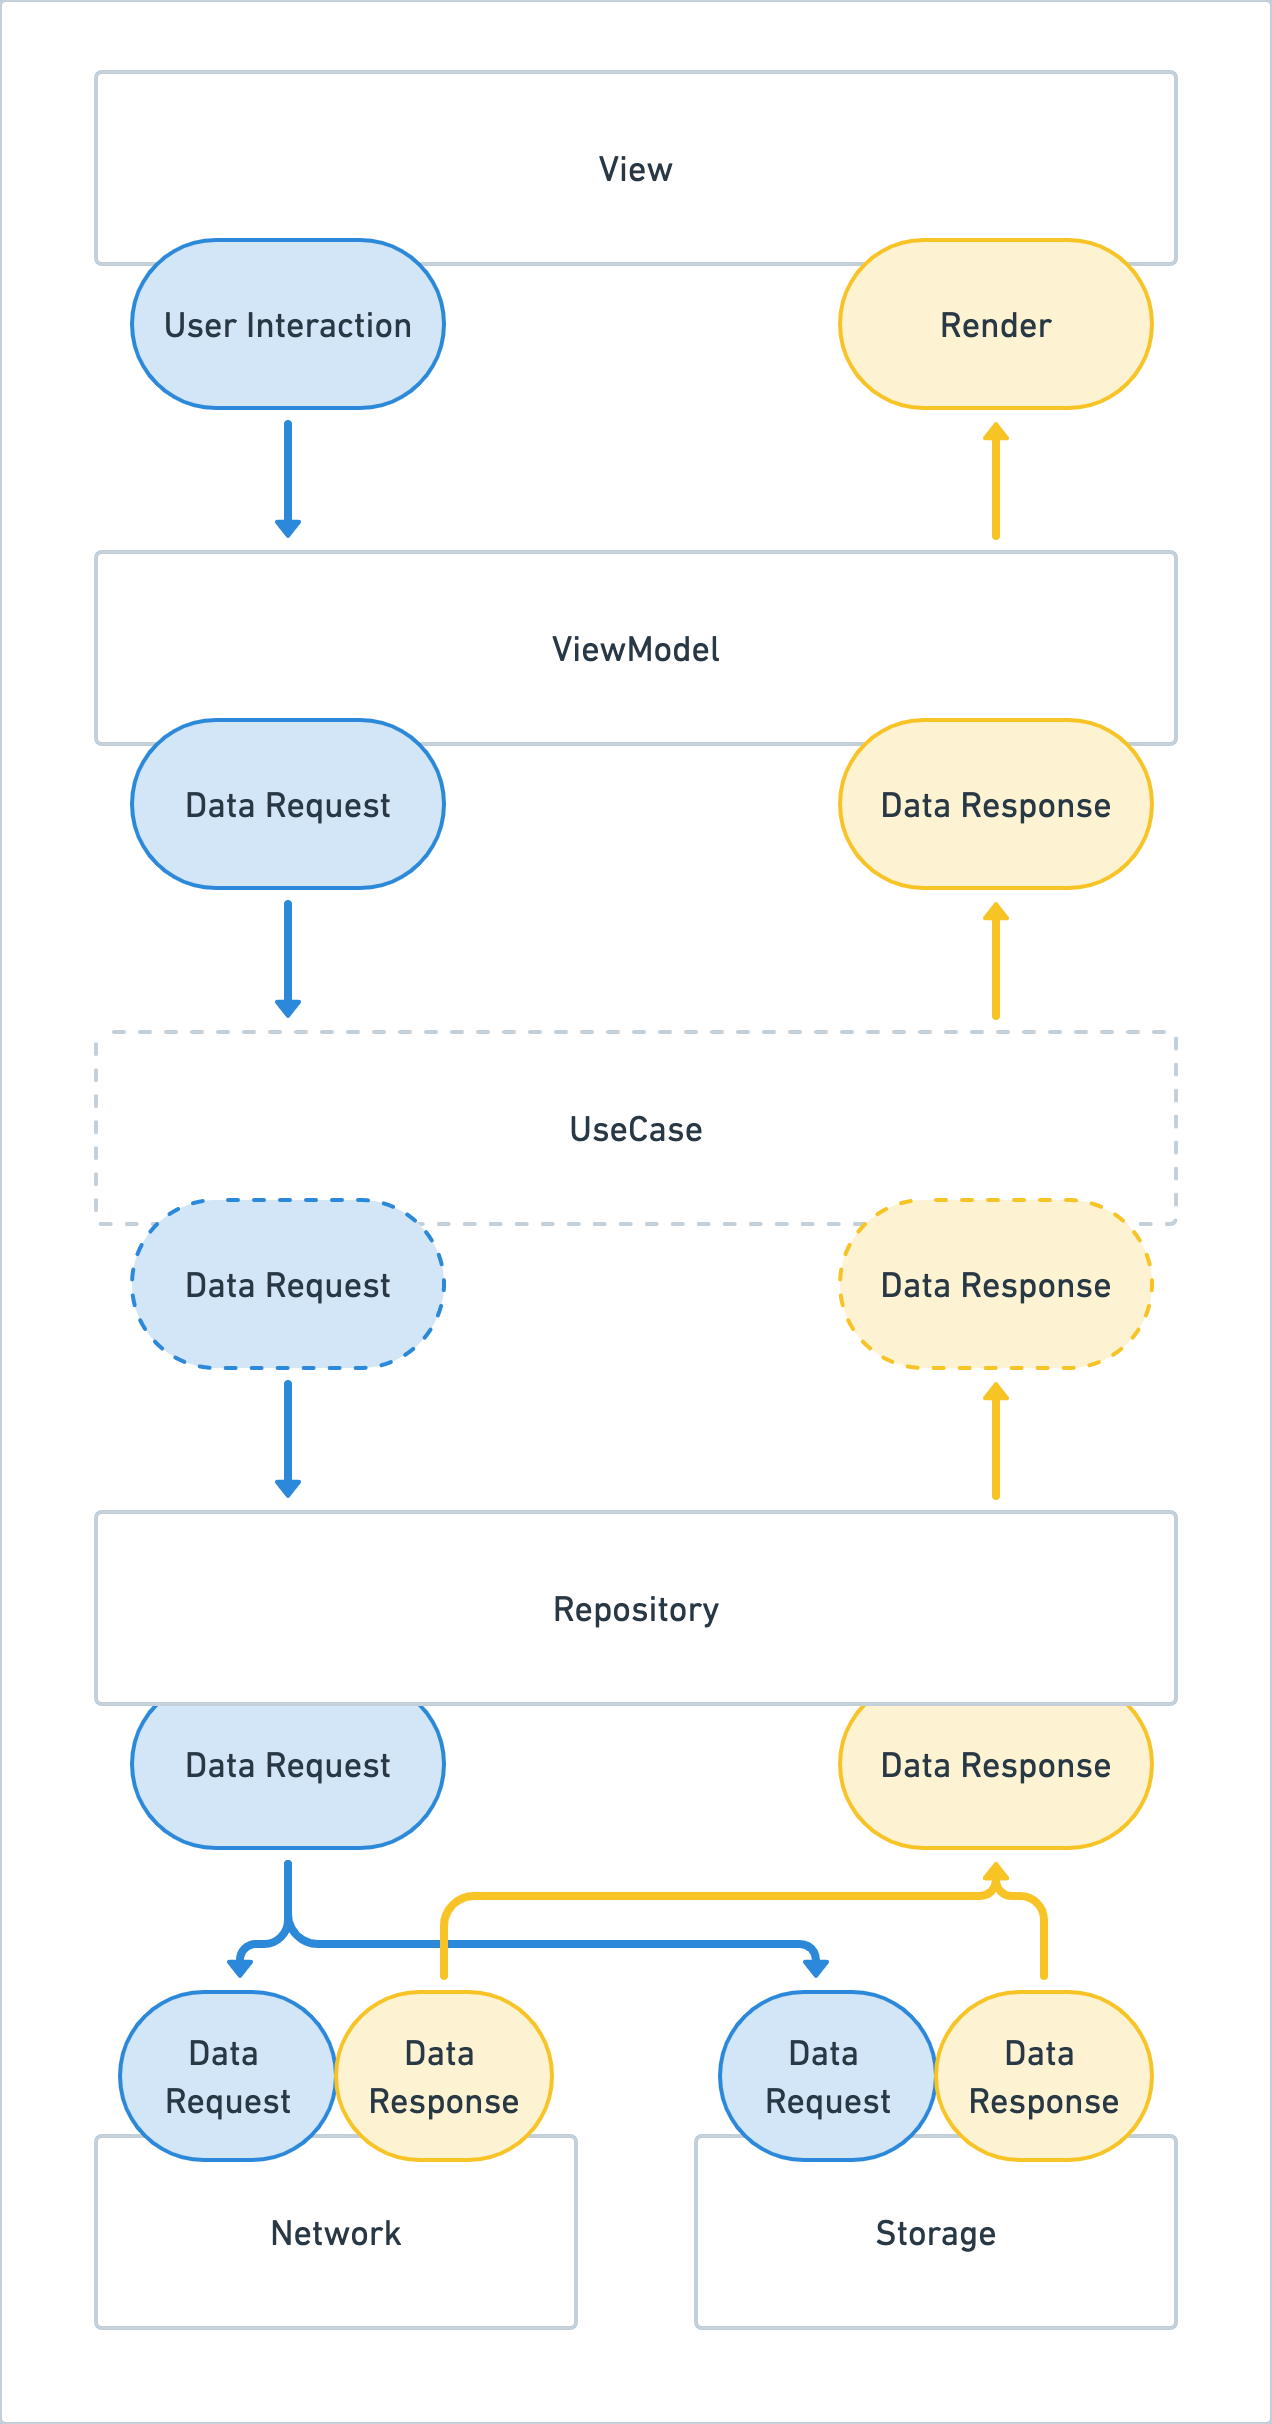 View
User Interaction
Render
ViewModel
Data Request
Data Response
UseCase
Data Request
Data Response
Repository
Data Request
Data Response
Data
Request
Data
Response
Data
Request
Data
Response
Network
Storage